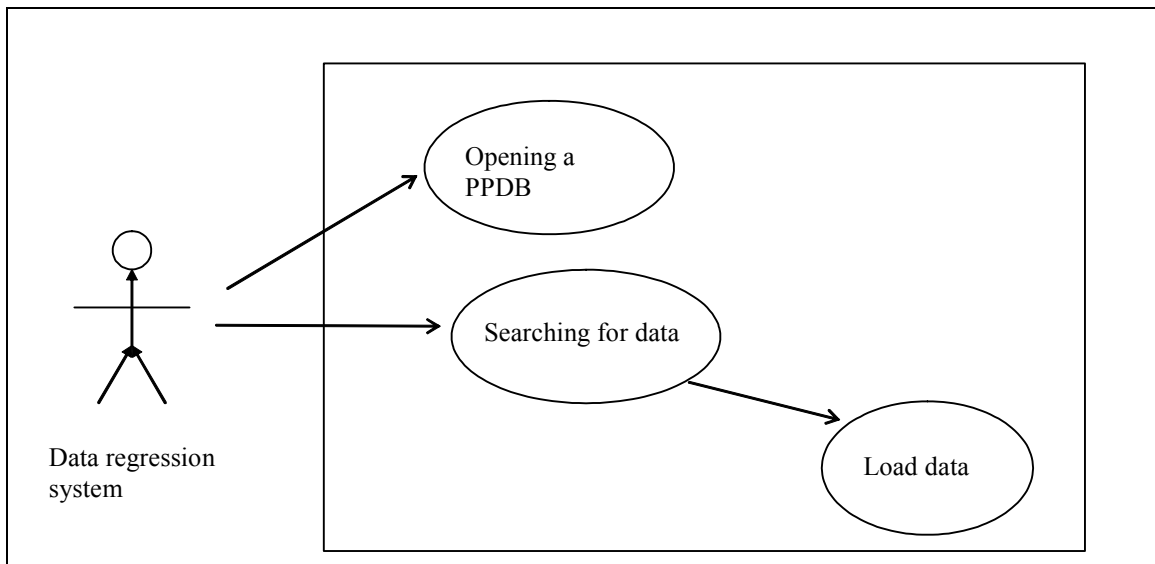 Opening a
PPDB
Searching for data
Load data
Data regression
system